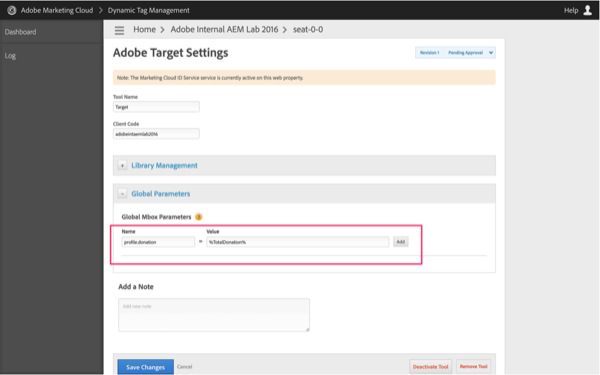 Adobe Marketing Cloud > Dynamic Tag Management
Help
Dashboard
Log
Home > Adobe Internal AEM Lab 2016 > seat-0-0
Adobe Target Settings
Revision 1 Pending Approval
Note: The Marketing Cloud ID Service service is currently active on this web property.
Tool Name
Target
Client Code
adobeintaemlab2016
+ Library Management
- Global Parameters
Global Mbox Parameters
Name Value
profile.donation = %TotalDonation% Add
Add a Note
Add new note
Save Changes Cancel Deactivate Tool Remove Tool